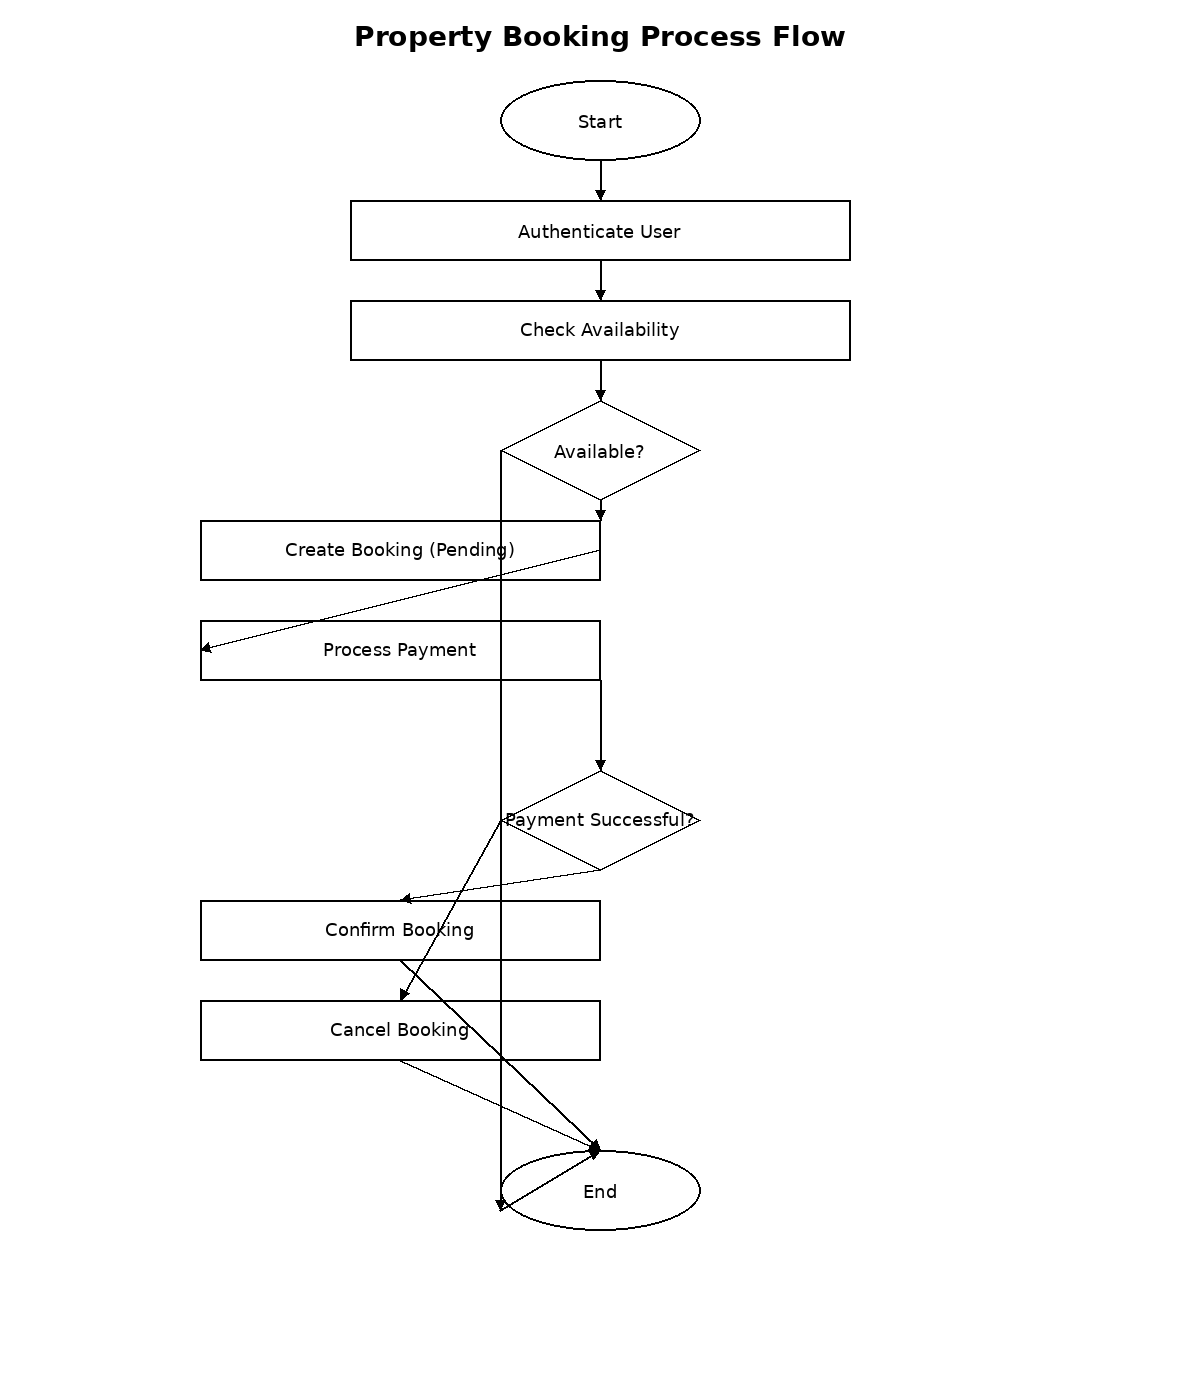 Property Booking Process Flow
Start
Authenticate User
Check Availability
Available?
Create Booking (Pending)
Process Payment
Payment Successful?
Confirm Booking
Cancel Booking
End